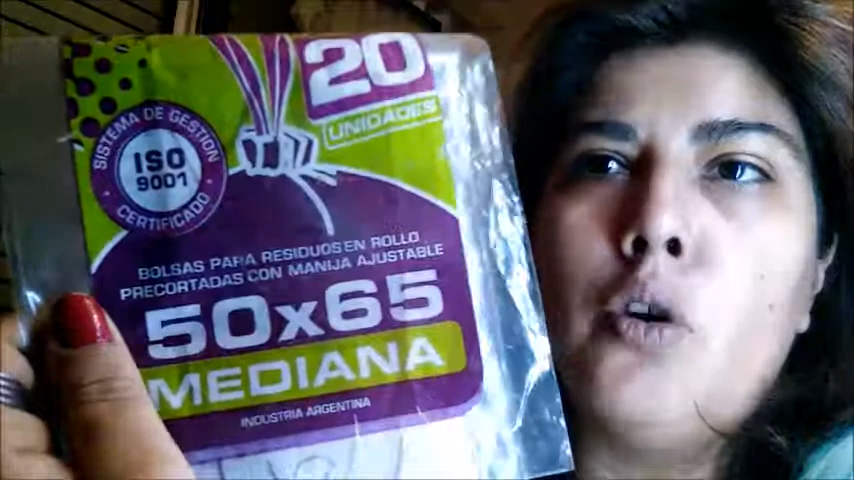 20
UNIDADES
SISTEMA DE GESTION
ISO
9001
CERTIFICADO
BOLSAS PARA RESIDUOS EN ROLLO
PRECORTADAS CON MANIJA AJUSTABLE
50x65
MEDIANA
INDUSTRIA ARGENTINA